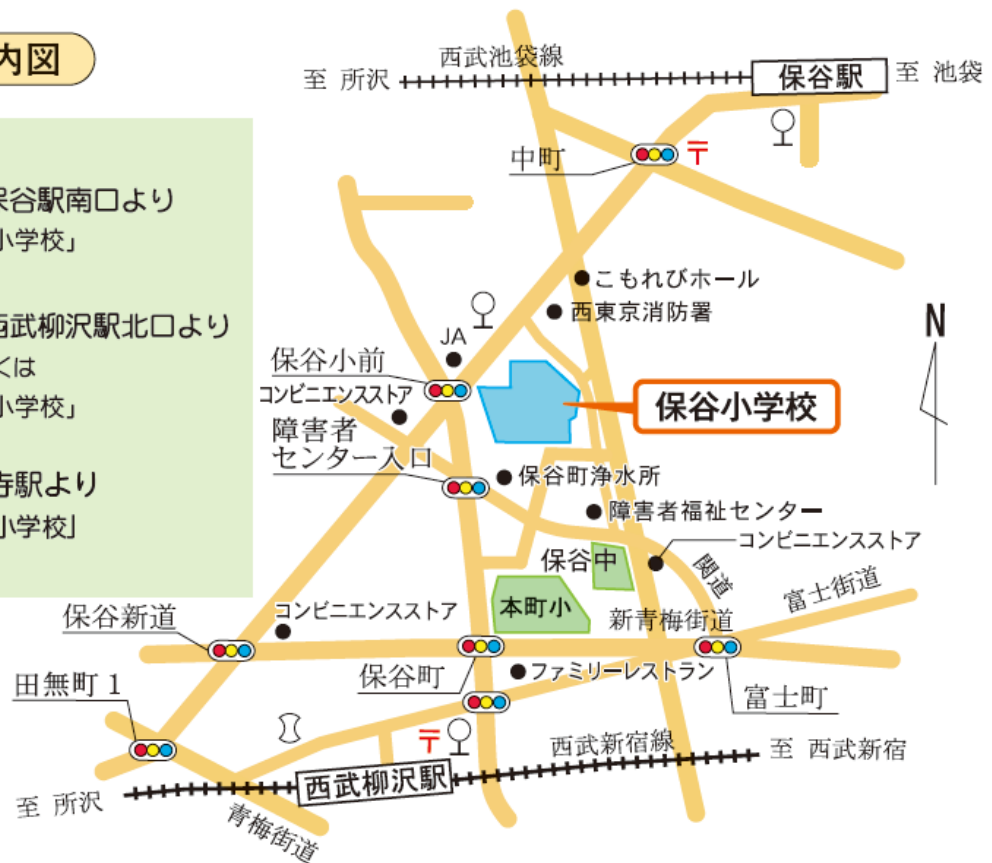 内図
保谷駅南口より
小学校」
西武柳沢駅北口より
くは
小学校」
寺駅より
小学校」
西武池袋線
至 所沢
保谷駅
至 池袋
中町
〒
こもれびホール
西東京消防署
N
JA
保谷小前
コンビニエンスストア
保谷小学校
障害者
センター入口
保谷町浄水所
障害者福祉センター
コンビニエンスストア
保谷中
関道
富士街道
本町小
新青梅街道
コンビニエンスストア
保谷新道
保谷町
ファミリーレストラン
田無町1
富士町
〒
西武新宿線
至 西武新宿
西武柳沢駅
至 所沢
青梅街道